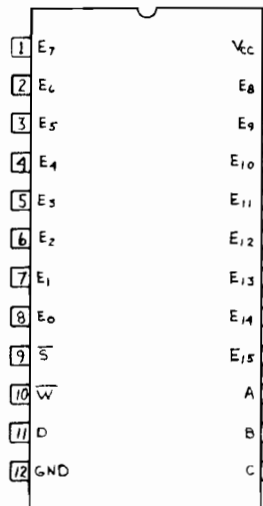 1 E7 Vcc
2 E6 E8
3 E5 E9
4 E4 E10
5 E3 E11
6 E2 E12
7 E1 E13
8 E0 E14
9 S̅ E15
10 W̅ A
11 D B
12 GND C